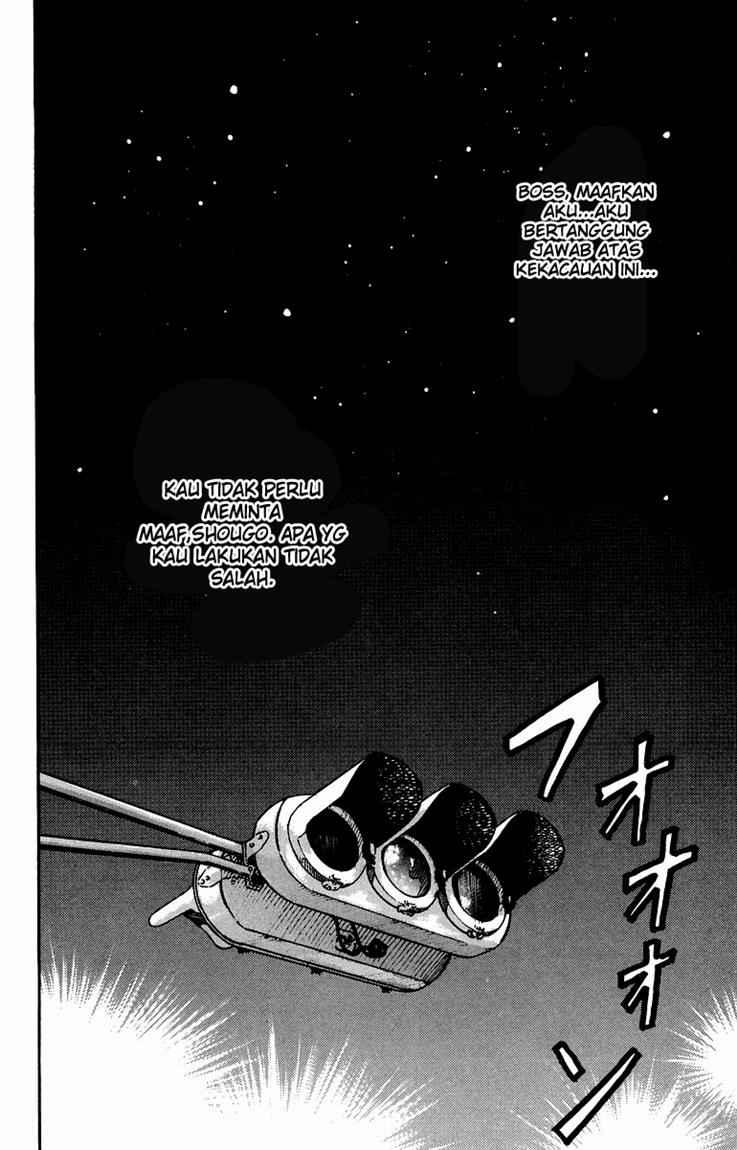 BOSS, MAAFKAN
AKU...AKU
BERTANGGUNG
JAWAB ATAS
KEKACAUAN INI...
KAU TIDAK PERLU
MEMINTA
MAAF,SHOUGO. APA YG
KAU LAKUKAN TIDAK
SALAH.
フォオオオン